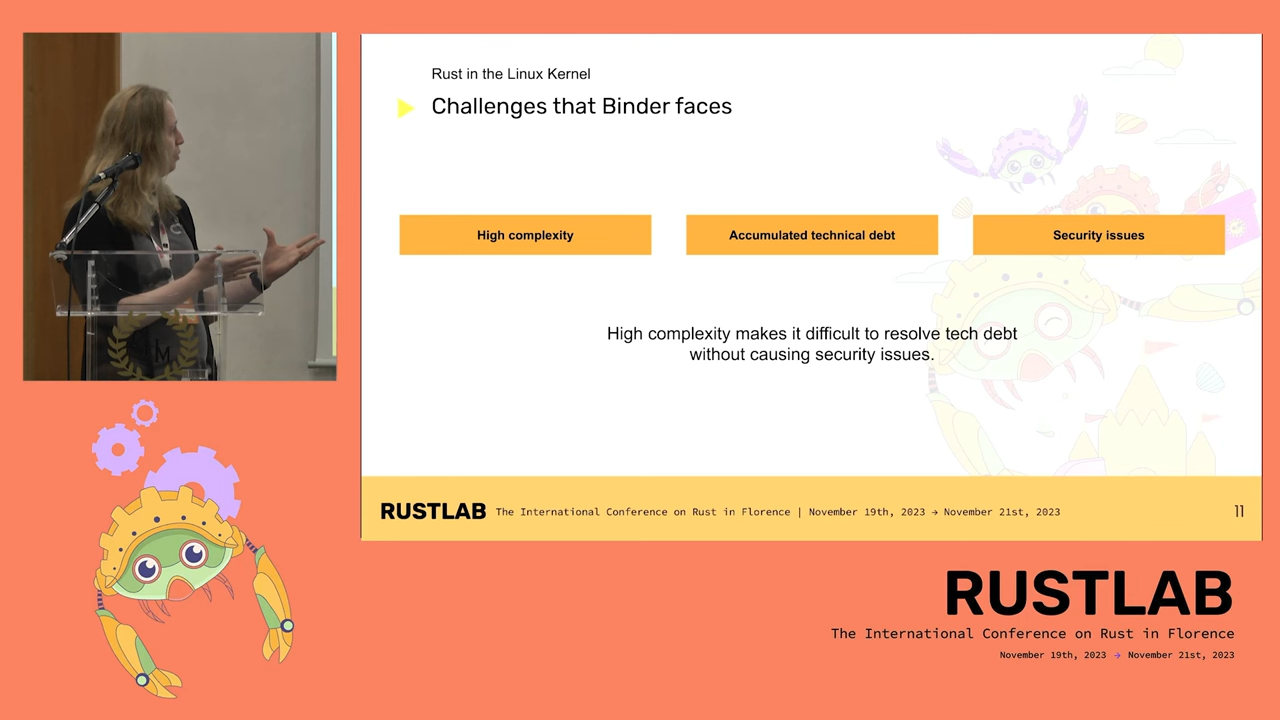 Rust in the Linux Kernel
Challenges that Binder faces
High complexity
Accumulated technical debt
Security issues
High complexity makes it difficult to resolve tech debt
without causing security issues.
RUSTLAB The International Conference on Rust in Florence | November 19th, 2023 → November 21st, 2023 11
RUSTLAB
The International Conference on Rust in Florence
November 19th, 2023 → November 21st, 2023